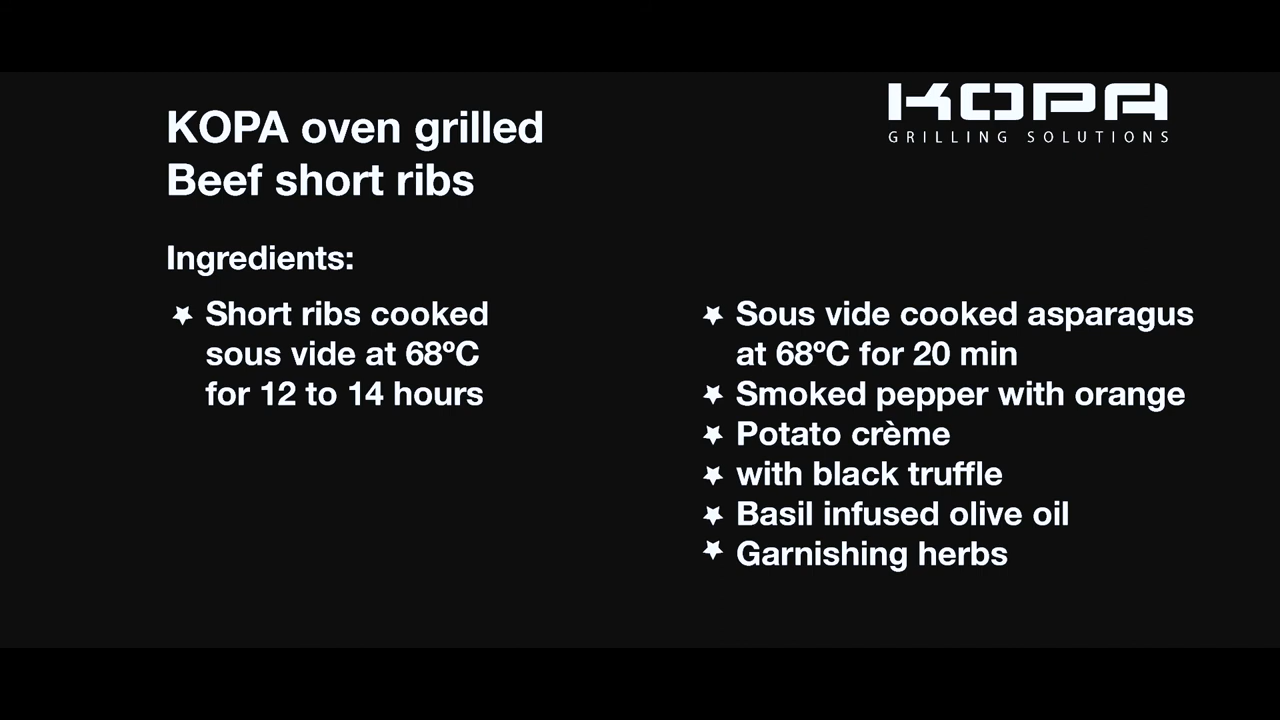 KOPA
GRILLING SOLUTIONS
KOPA oven grilled
Beef short ribs
Ingredients:
Short ribs cooked
sous vide at 68ºC
for 12 to 14 hours
Sous vide cooked asparagus
at 68ºC for 20 min
Smoked pepper with orange
Potato crème
with black truffle
Basil infused olive oil
Garnishing herbs